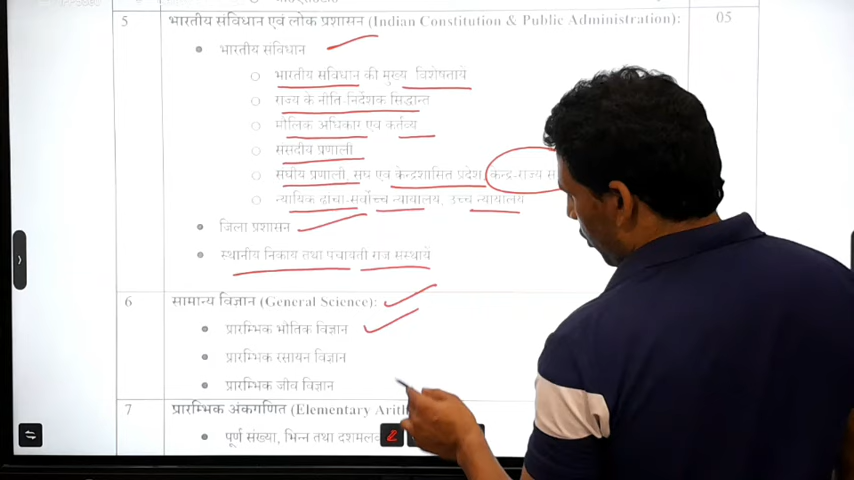 5 भारतीय संविधान एवं लोक प्रशासन (Indian Constitution & Public Administration): 05
भारतीय संविधान
भारतीय सविधान की मुख्य विशेषतायें
राज्य के नीति-निर्देशक सिद्धान्त
मौलिक अधिकार एव कर्तव्य
संसदीय प्रणाली
संघीय प्रणाली, संघ एवं केन्द्रशासित प्रदेश, केन्द्र-राज्य
न्यायिक ढाचा-सर्वोच्च न्यायालय, उच्च न्यायालय
जिला प्रशासन
स्थानीय निकाय तथा पंचायती राज संस्थायें
6 सामान्य विज्ञान (General Science):
प्रारम्भिक भौतिक विज्ञान
प्रारम्भिक रसायन विज्ञान
प्रारम्भिक जीव विज्ञान
7 प्रारम्भिक अंकगणित (Elementary
पूर्ण संख्या, भिन्न तथा
2